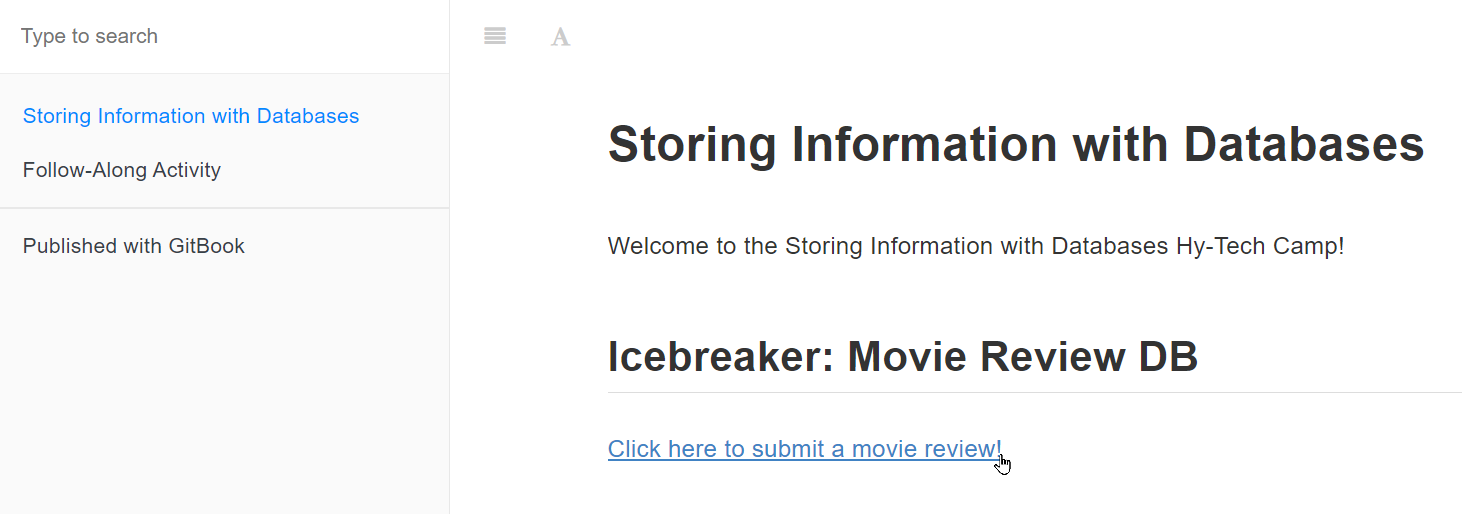 Type to search
A
Storing Information with Databases
Follow-Along Activity
Published with GitBook
Storing Information with Databases
Welcome to the Storing Information with Databases Hy-Tech Camp!
Icebreaker: Movie Review DB
Click here to submit a movie review!